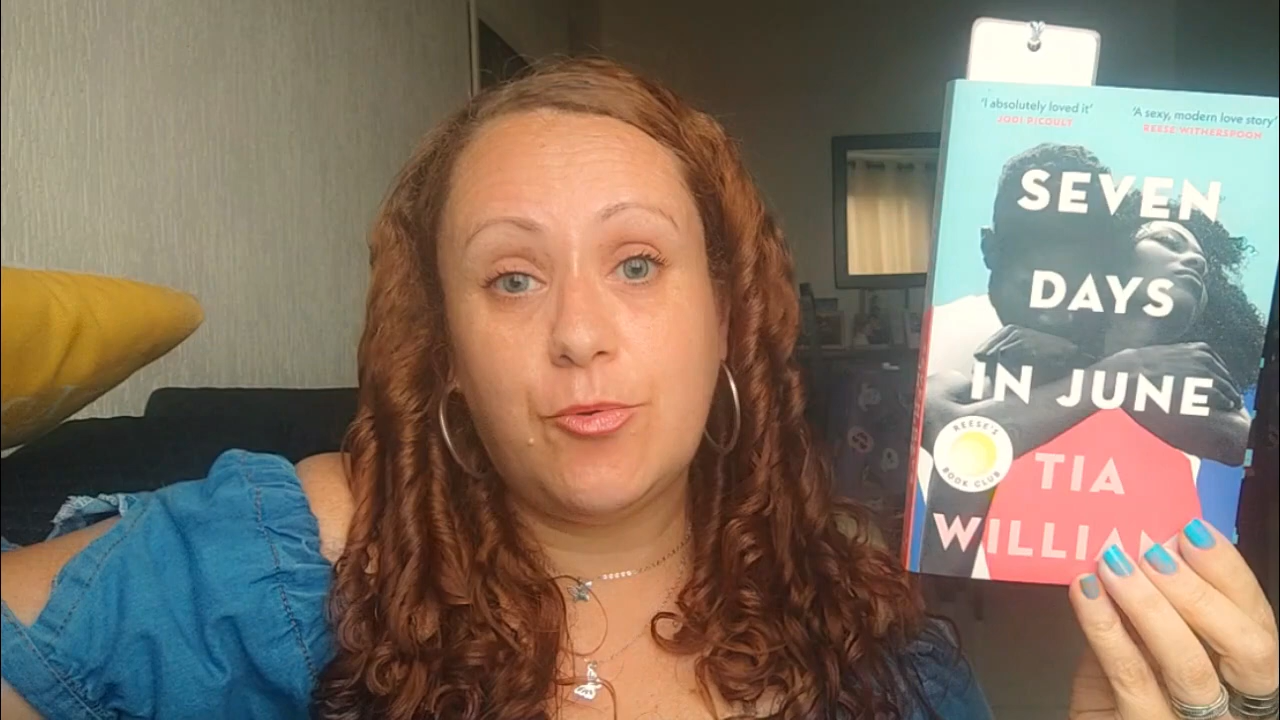 'I absolutely loved it'
JODI PICOULT
'A sexy, modern love story'
REESE WITHERSPOON
SEVEN
DAYS
IN JUNE
REESE'S
BOOK CLUB
TIA
WILLIAM